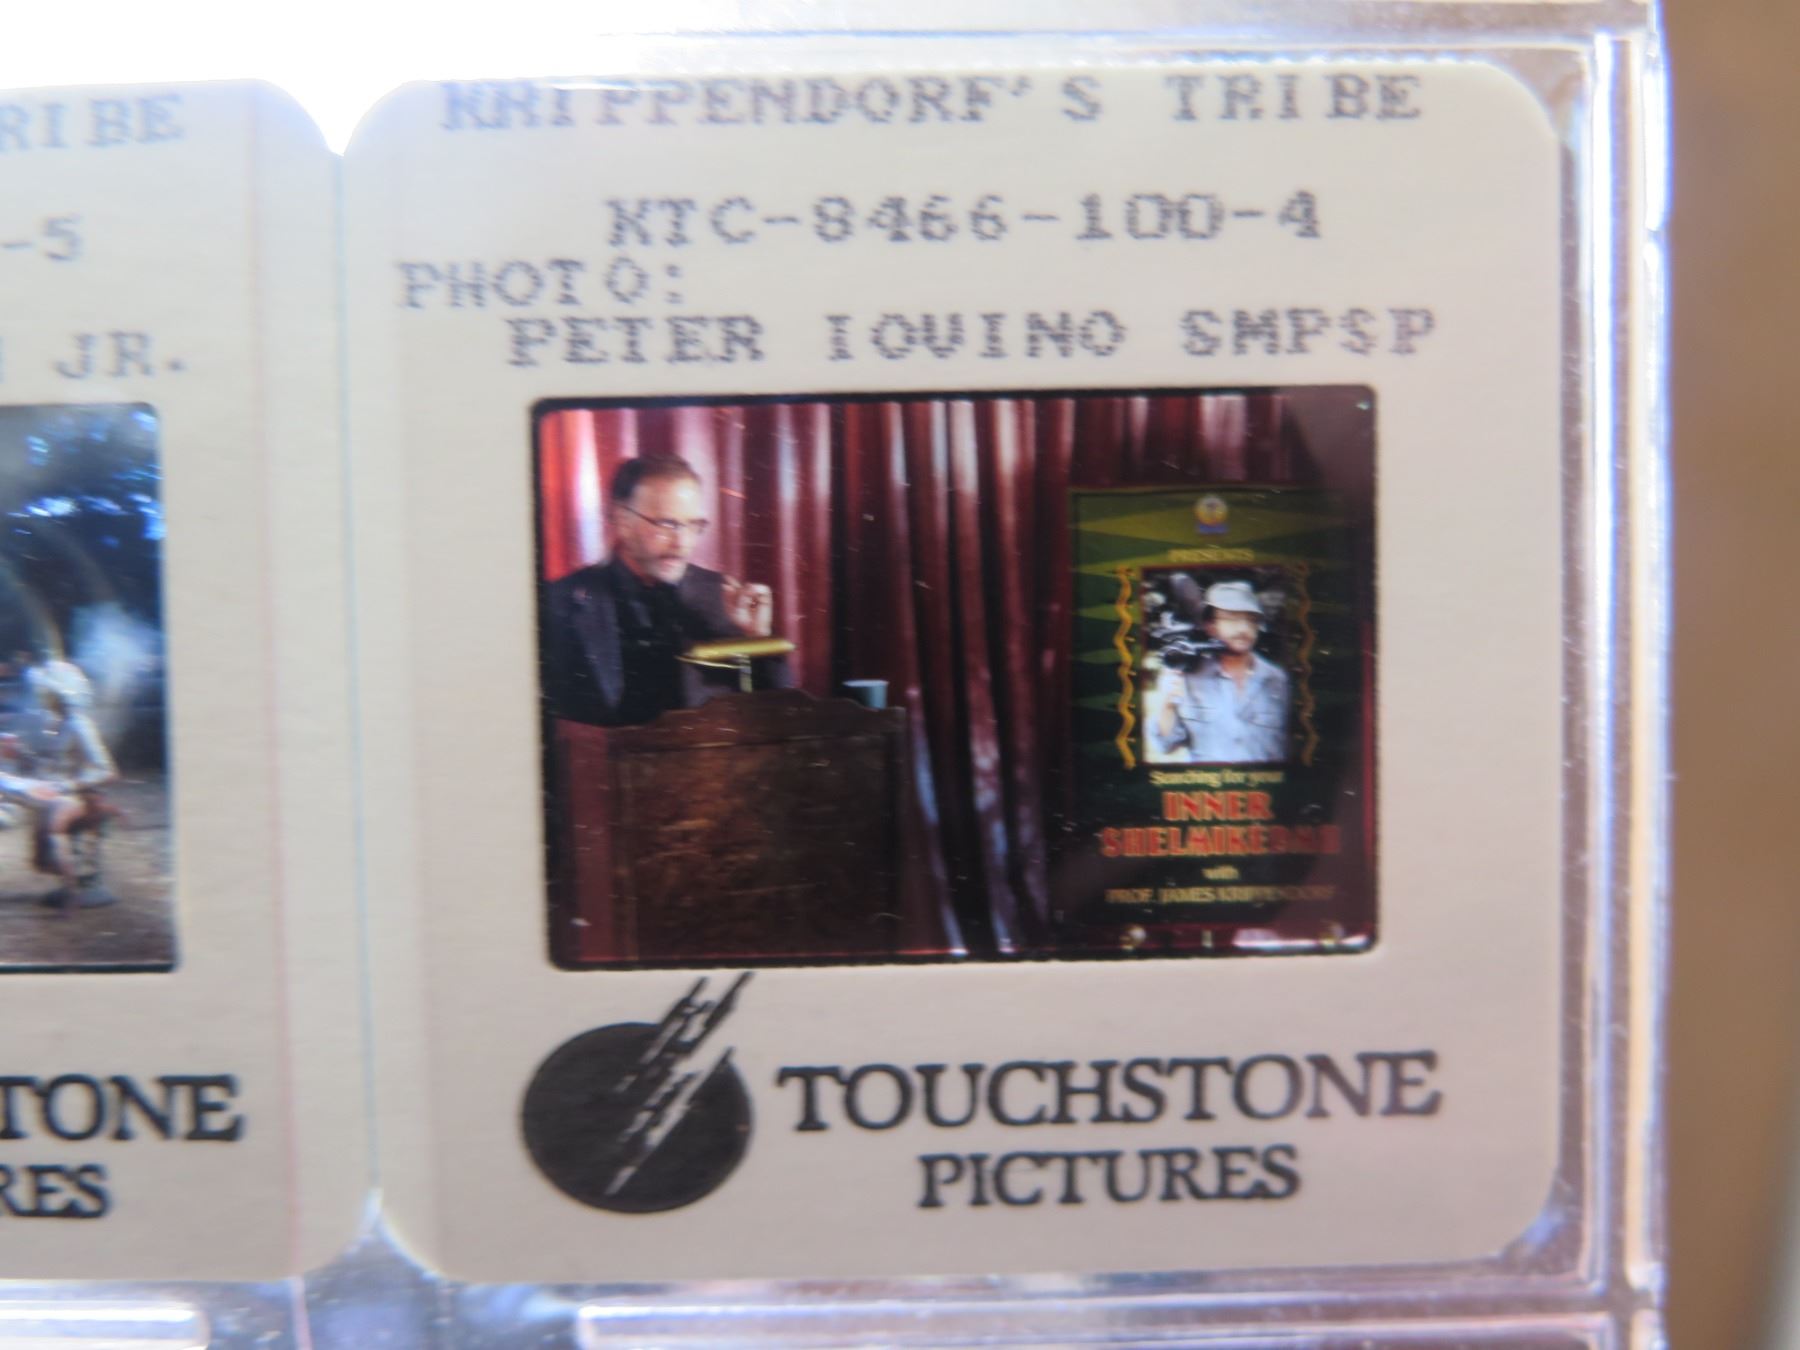 RIBE
-5
JR.
TONE
RES
KRIPPENDORF'S TRIBE
KTC-8466-100-4
PHOTO:
PETER IOVINO SMPSP
PRESENTS
Searching for your
INNER
SHELMIKEDMU
with
PROF. JAMES KRIPPENDORF
TOUCHSTONE
PICTURES